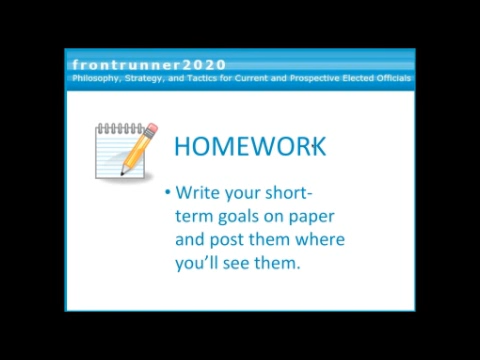 frontrunner2020
Philosophy, Strategy, and Tactics for Current and Prospective Elected Officials
HOMEWORK
• Write your short-
term goals on paper
and post them where
you'll see them.